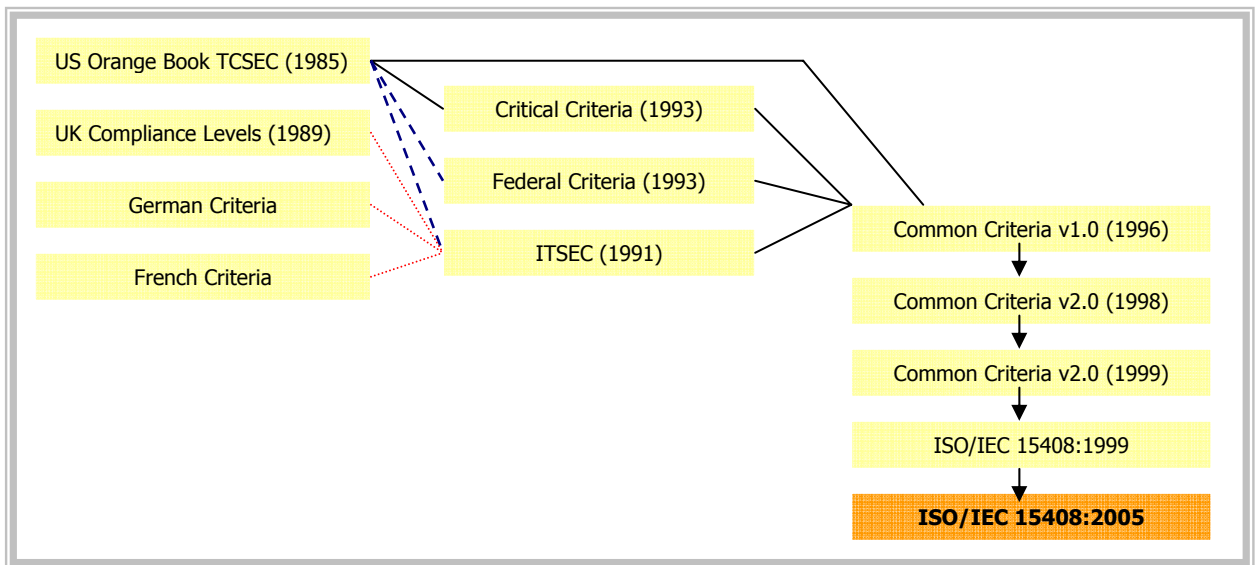 US Orange Book TCSEC (1985)
UK Compliance Levels (1989)
German Criteria
French Criteria
Critical Criteria (1993)
Federal Criteria (1993)
ITSEC (1991)
Common Criteria v1.0 (1996)
Common Criteria v2.0 (1998)
Common Criteria v2.0 (1999)
ISO/IEC 15408:1999
ISO/IEC 15408:2005